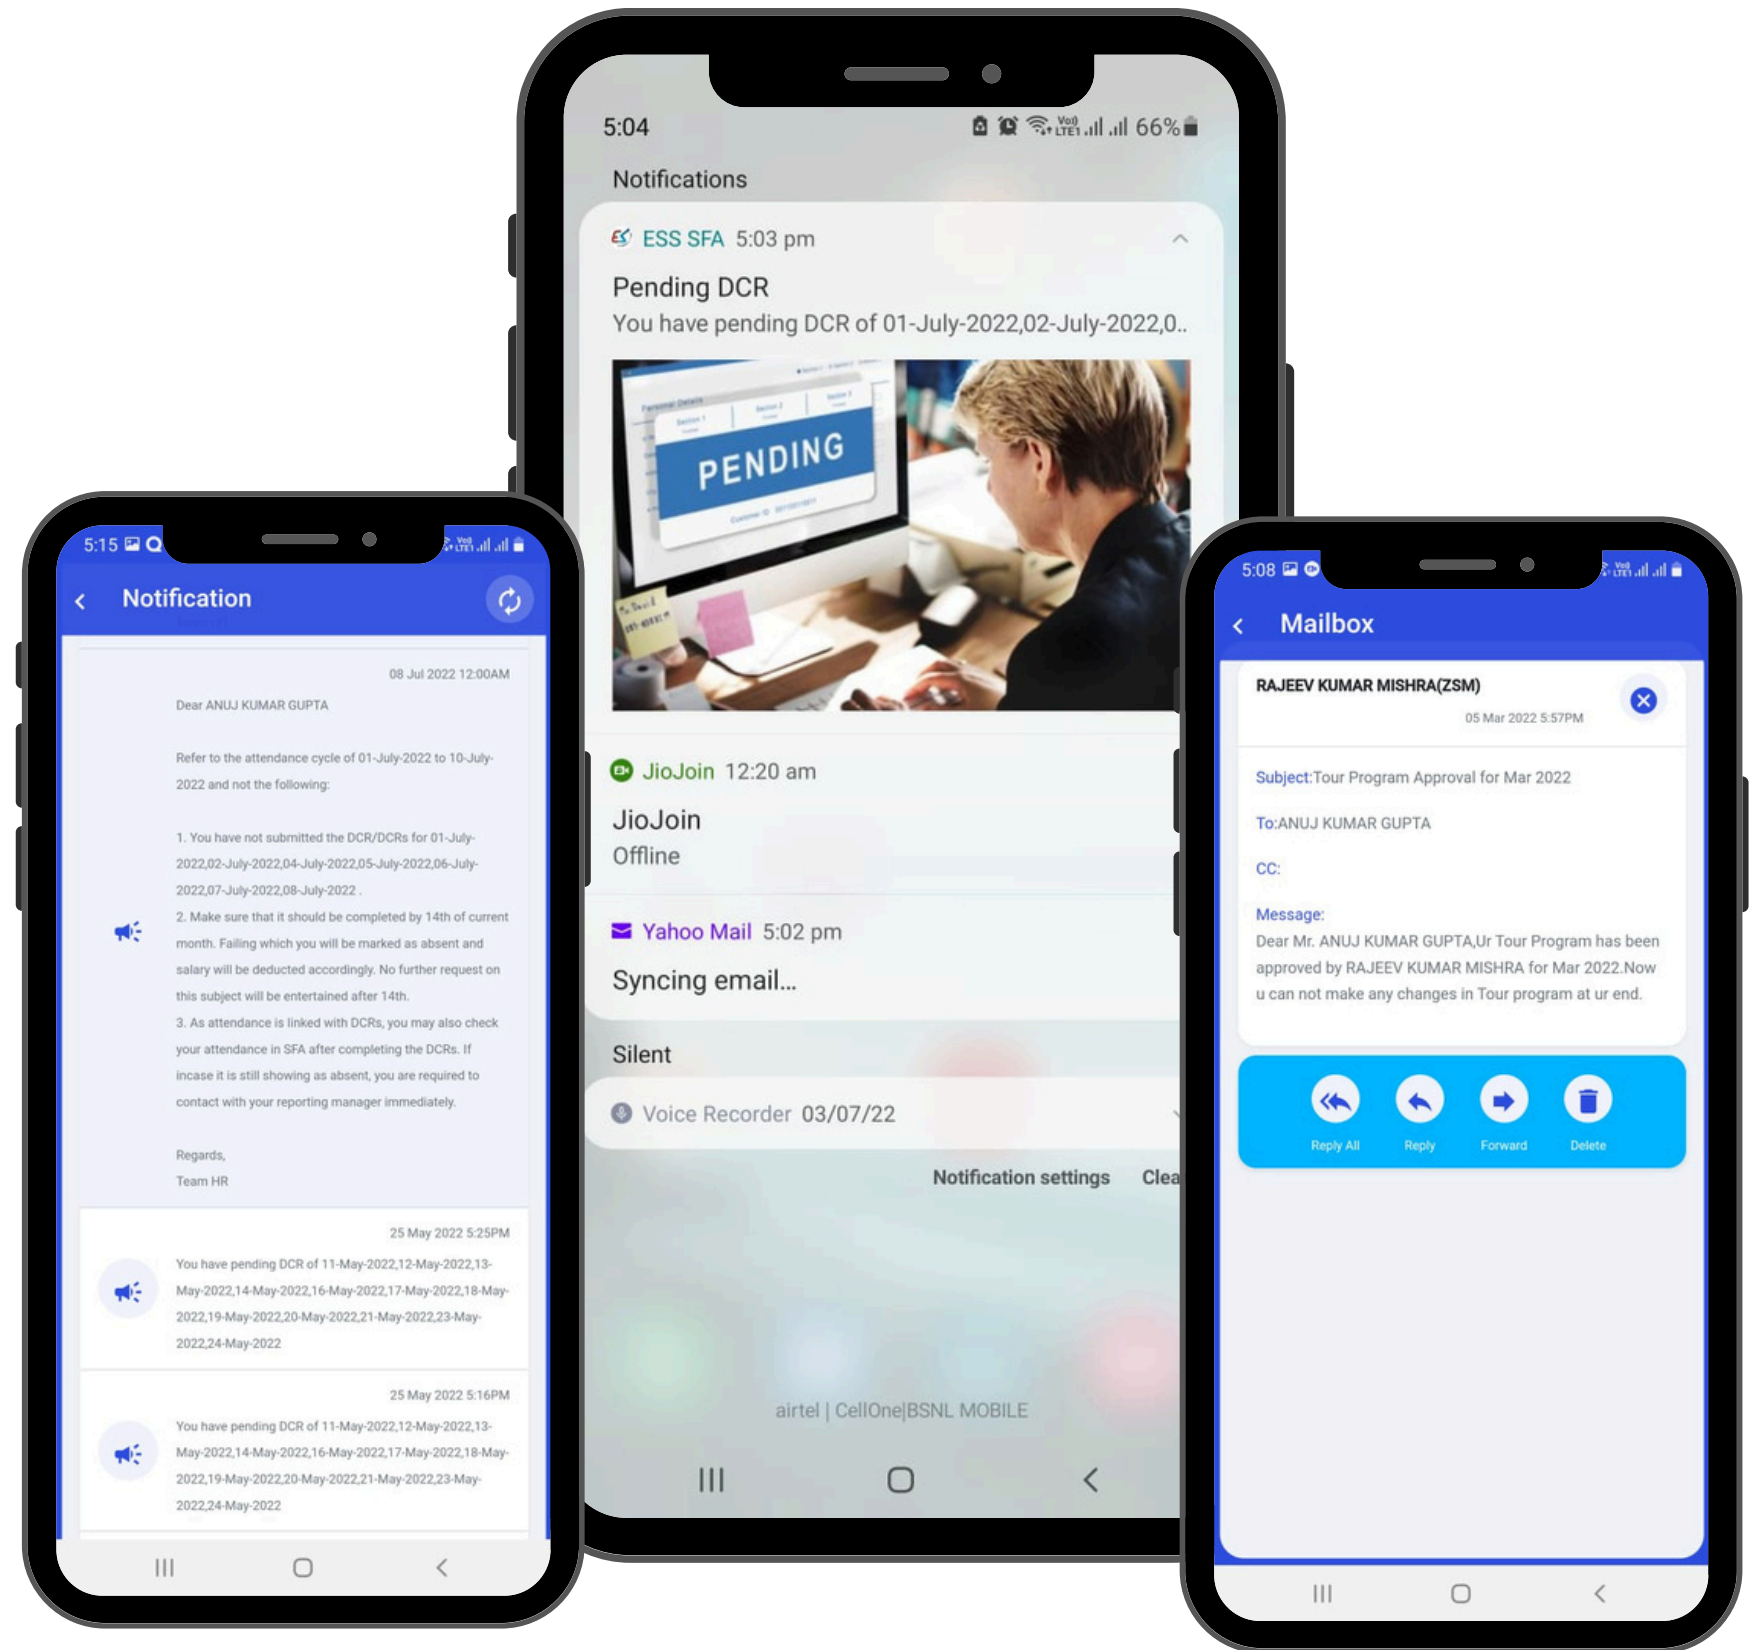 5:04
Vo))
LTE1
66%
Notifications
ESS SFA 5:03 pm
Pending DCR
You have pending DCR of 01-July-2022,02-July-2022,0..
Personal Details
Section 1
Section 2
Section 3
PENDING
Customer ID
JioJoin 12:20 am
JioJoin
Offline
Yahoo Mail 5:02 pm
Syncing email...
Silent
Voice Recorder 03/07/22
Notification settings Clea
airtel | CellOne|BSNL MOBILE
5:15
Vo))
LTE1
Notification
08 Jul 2022 12:00AM
Dear ANUJ KUMAR GUPTA
Refer to the attendance cycle of 01-July-2022 to 10-July-
2022 and not the following:
1. You have not submitted the DCR/DCRs for 01-July-
2022,02-July-2022,04-July-2022,05-July-2022,06-July-
2022,07-July-2022,08-July-2022 .
2. Make sure that it should be completed by 14th of current
month. Failing which you will be marked as absent and
salary will be deducted accordingly. No further request on
this subject will be entertained after 14th.
3. As attendance is linked with DCRs, you may also check
your attendance in SFA after completing the DCRs. If
incase it is still showing as absent, you are required to
contact with your reporting manager immediately.
Regards,
Team HR
25 May 2022 5:25PM
You have pending DCR of 11-May-2022,12-May-2022,13-
May-2022,14-May-2022,16-May-2022,17-May-2022,18-May-
2022,19-May-2022,20-May-2022,21-May-2022,23-May-
2022,24-May-2022
25 May 2022 5:16PM
You have pending DCR of 11-May-2022,12-May-2022,13-
May-2022,14-May-2022,16-May-2022,17-May-2022,18-May-
2022,19-May-2022,20-May-2022,21-May-2022,23-May-
2022,24-May-2022
5:08
Vo))
LTE1
Mailbox
RAJEEV KUMAR MISHRA(ZSM)
05 Mar 2022 5:57PM
Subject:Tour Program Approval for Mar 2022
To:ANUJ KUMAR GUPTA
CC:
Message:
Dear Mr. ANUJ KUMAR GUPTA,Ur Tour Program has been
approved by RAJEEV KUMAR MISHRA for Mar 2022.Now
u can not make any changes in Tour program at ur end.
Reply All Reply Forward Delete